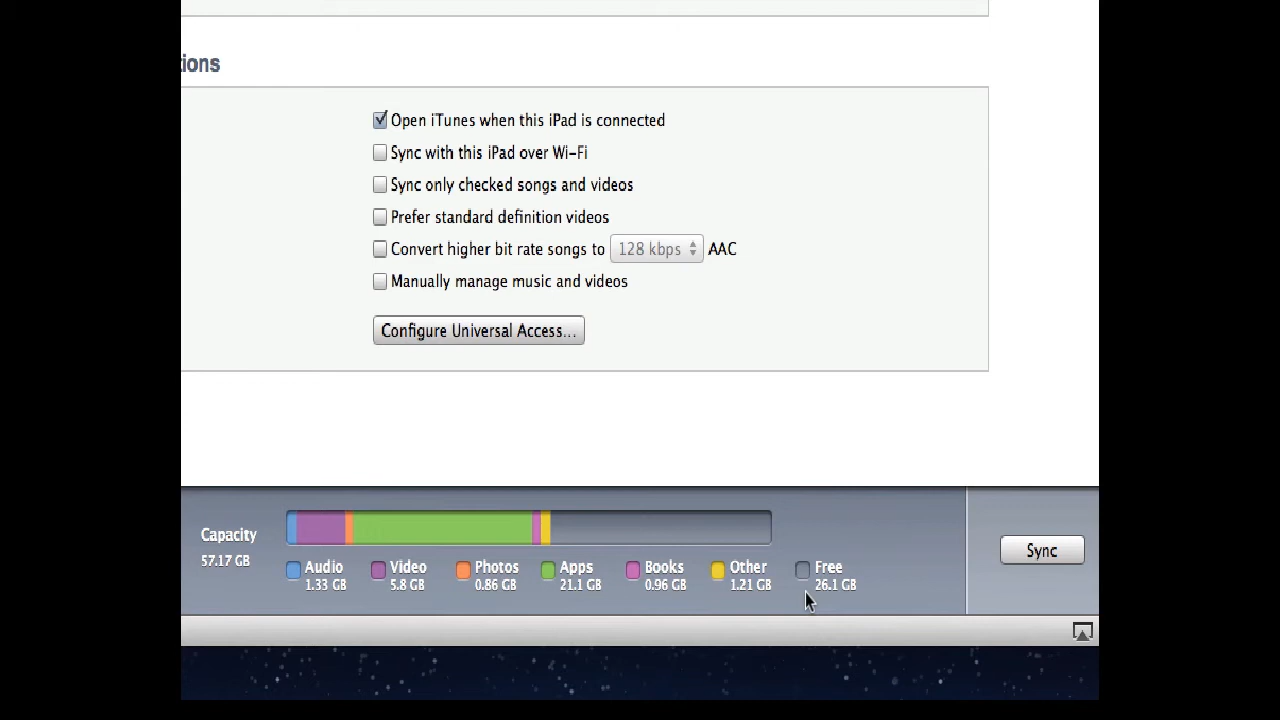 tions
Open iTunes when this iPad is connected
Sync with this iPad over Wi-Fi
Sync only checked songs and videos
Prefer standard definition videos
Convert higher bit rate songs to 128 kbps AAC
Manually manage music and videos
Configure Universal Access...
Capacity
57.17 GB
Audio
1.33 GB
Video
5.8 GB
Photos
0.86 GB
Apps
21.1 GB
Books
0.96 GB
Other
1.21 GB
Free
26.1 GB
Sync